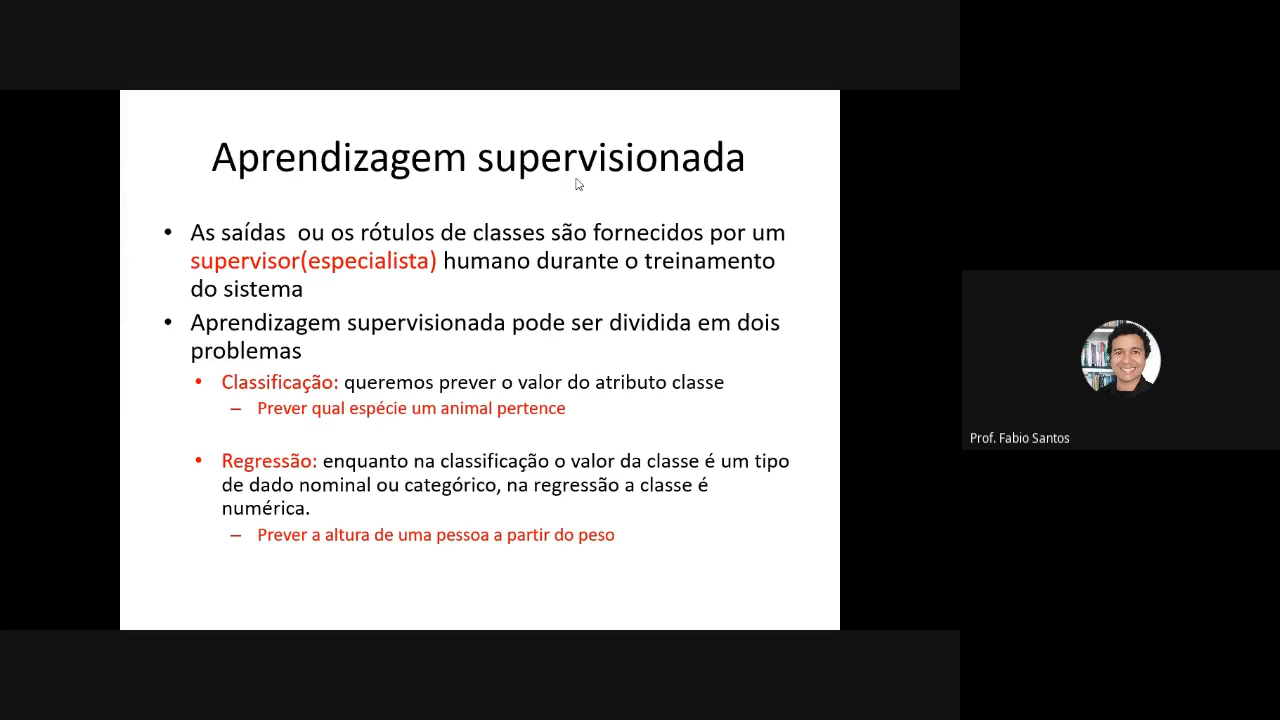 Aprendizagem supervisionada
• As saídas ou os rótulos de classes são fornecidos por um
supervisor(especialista) humano durante o treinamento
do sistema
• Aprendizagem supervisionada pode ser dividida em dois
problemas
• Classificação: queremos prever o valor do atributo classe
– Prever qual espécie um animal pertence
• Regressão: enquanto na classificação o valor da classe é um tipo
de dado nominal ou categórico, na regressão a classe é
numérica.
– Prever a altura de uma pessoa a partir do peso
Prof. Fabio Santos